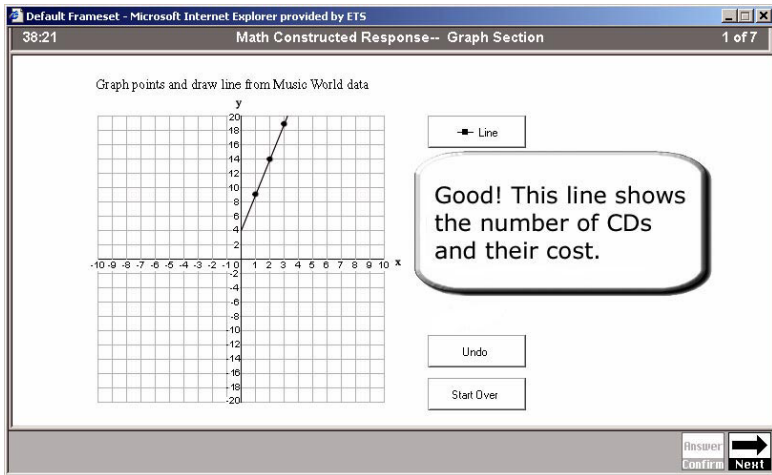 Default Frameset - Microsoft Internet Explorer provided by ETS
38:21 Math Constructed Response-- Graph Section 1 of 7
Graph points and draw line from Music World data
y
20
18
16
14
12
10
8
6
4
2
-10 -9 -8 -7 -6 -5 -4 -3 -2 -1 0 1 2 3 4 5 6 7 8 9 10 x
-2
-4
-6
-8
-10
-12
-14
-16
-18
-20
Line
Good! This line shows
the number of CDs
and their cost.
Undo
Start Over
Answer
Confirm Next